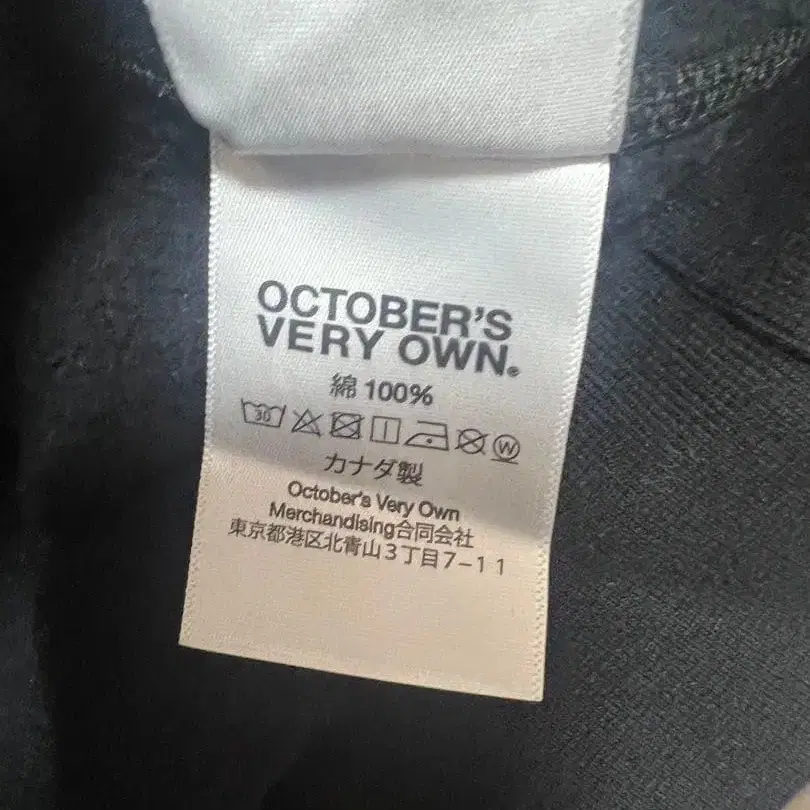 OCTOBER'S
VERY OWN®
綿 100%
30 W
カナダ製
October's Very Own
Merchandising合同会社
東京都港区北青山3丁目7-11